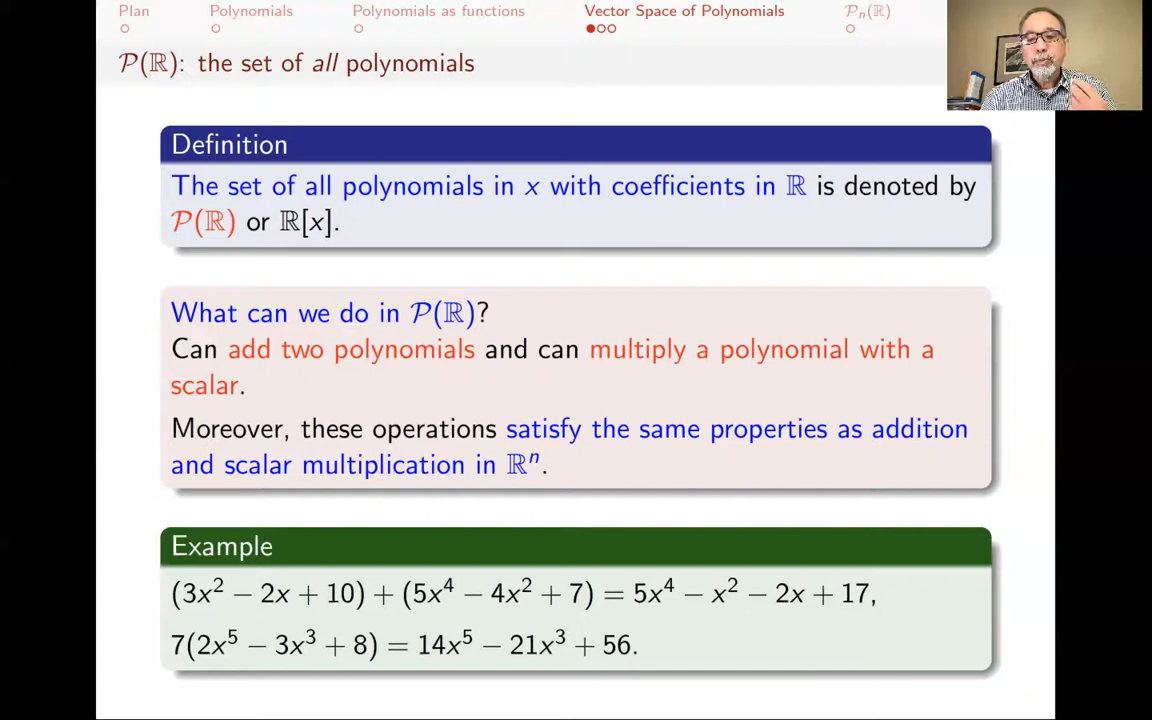 Plan Polynomials Polynomials as functions Vector Space of Polynomials 𝒫ₙ(ℝ)
𝒫(ℝ): the set of all polynomials
Definition
The set of all polynomials in x with coefficients in ℝ is denoted by
𝒫(ℝ) or ℝ[x].
What can we do in 𝒫(ℝ)?
Can add two polynomials and can multiply a polynomial with a
scalar.
Moreover, these operations satisfy the same properties as addition
and scalar multiplication in ℝⁿ.
Example
(3x² − 2x + 10) + (5x⁴ − 4x² + 7) = 5x⁴ − x² − 2x + 17,
7(2x⁵ − 3x³ + 8) = 14x⁵ − 21x³ + 56.